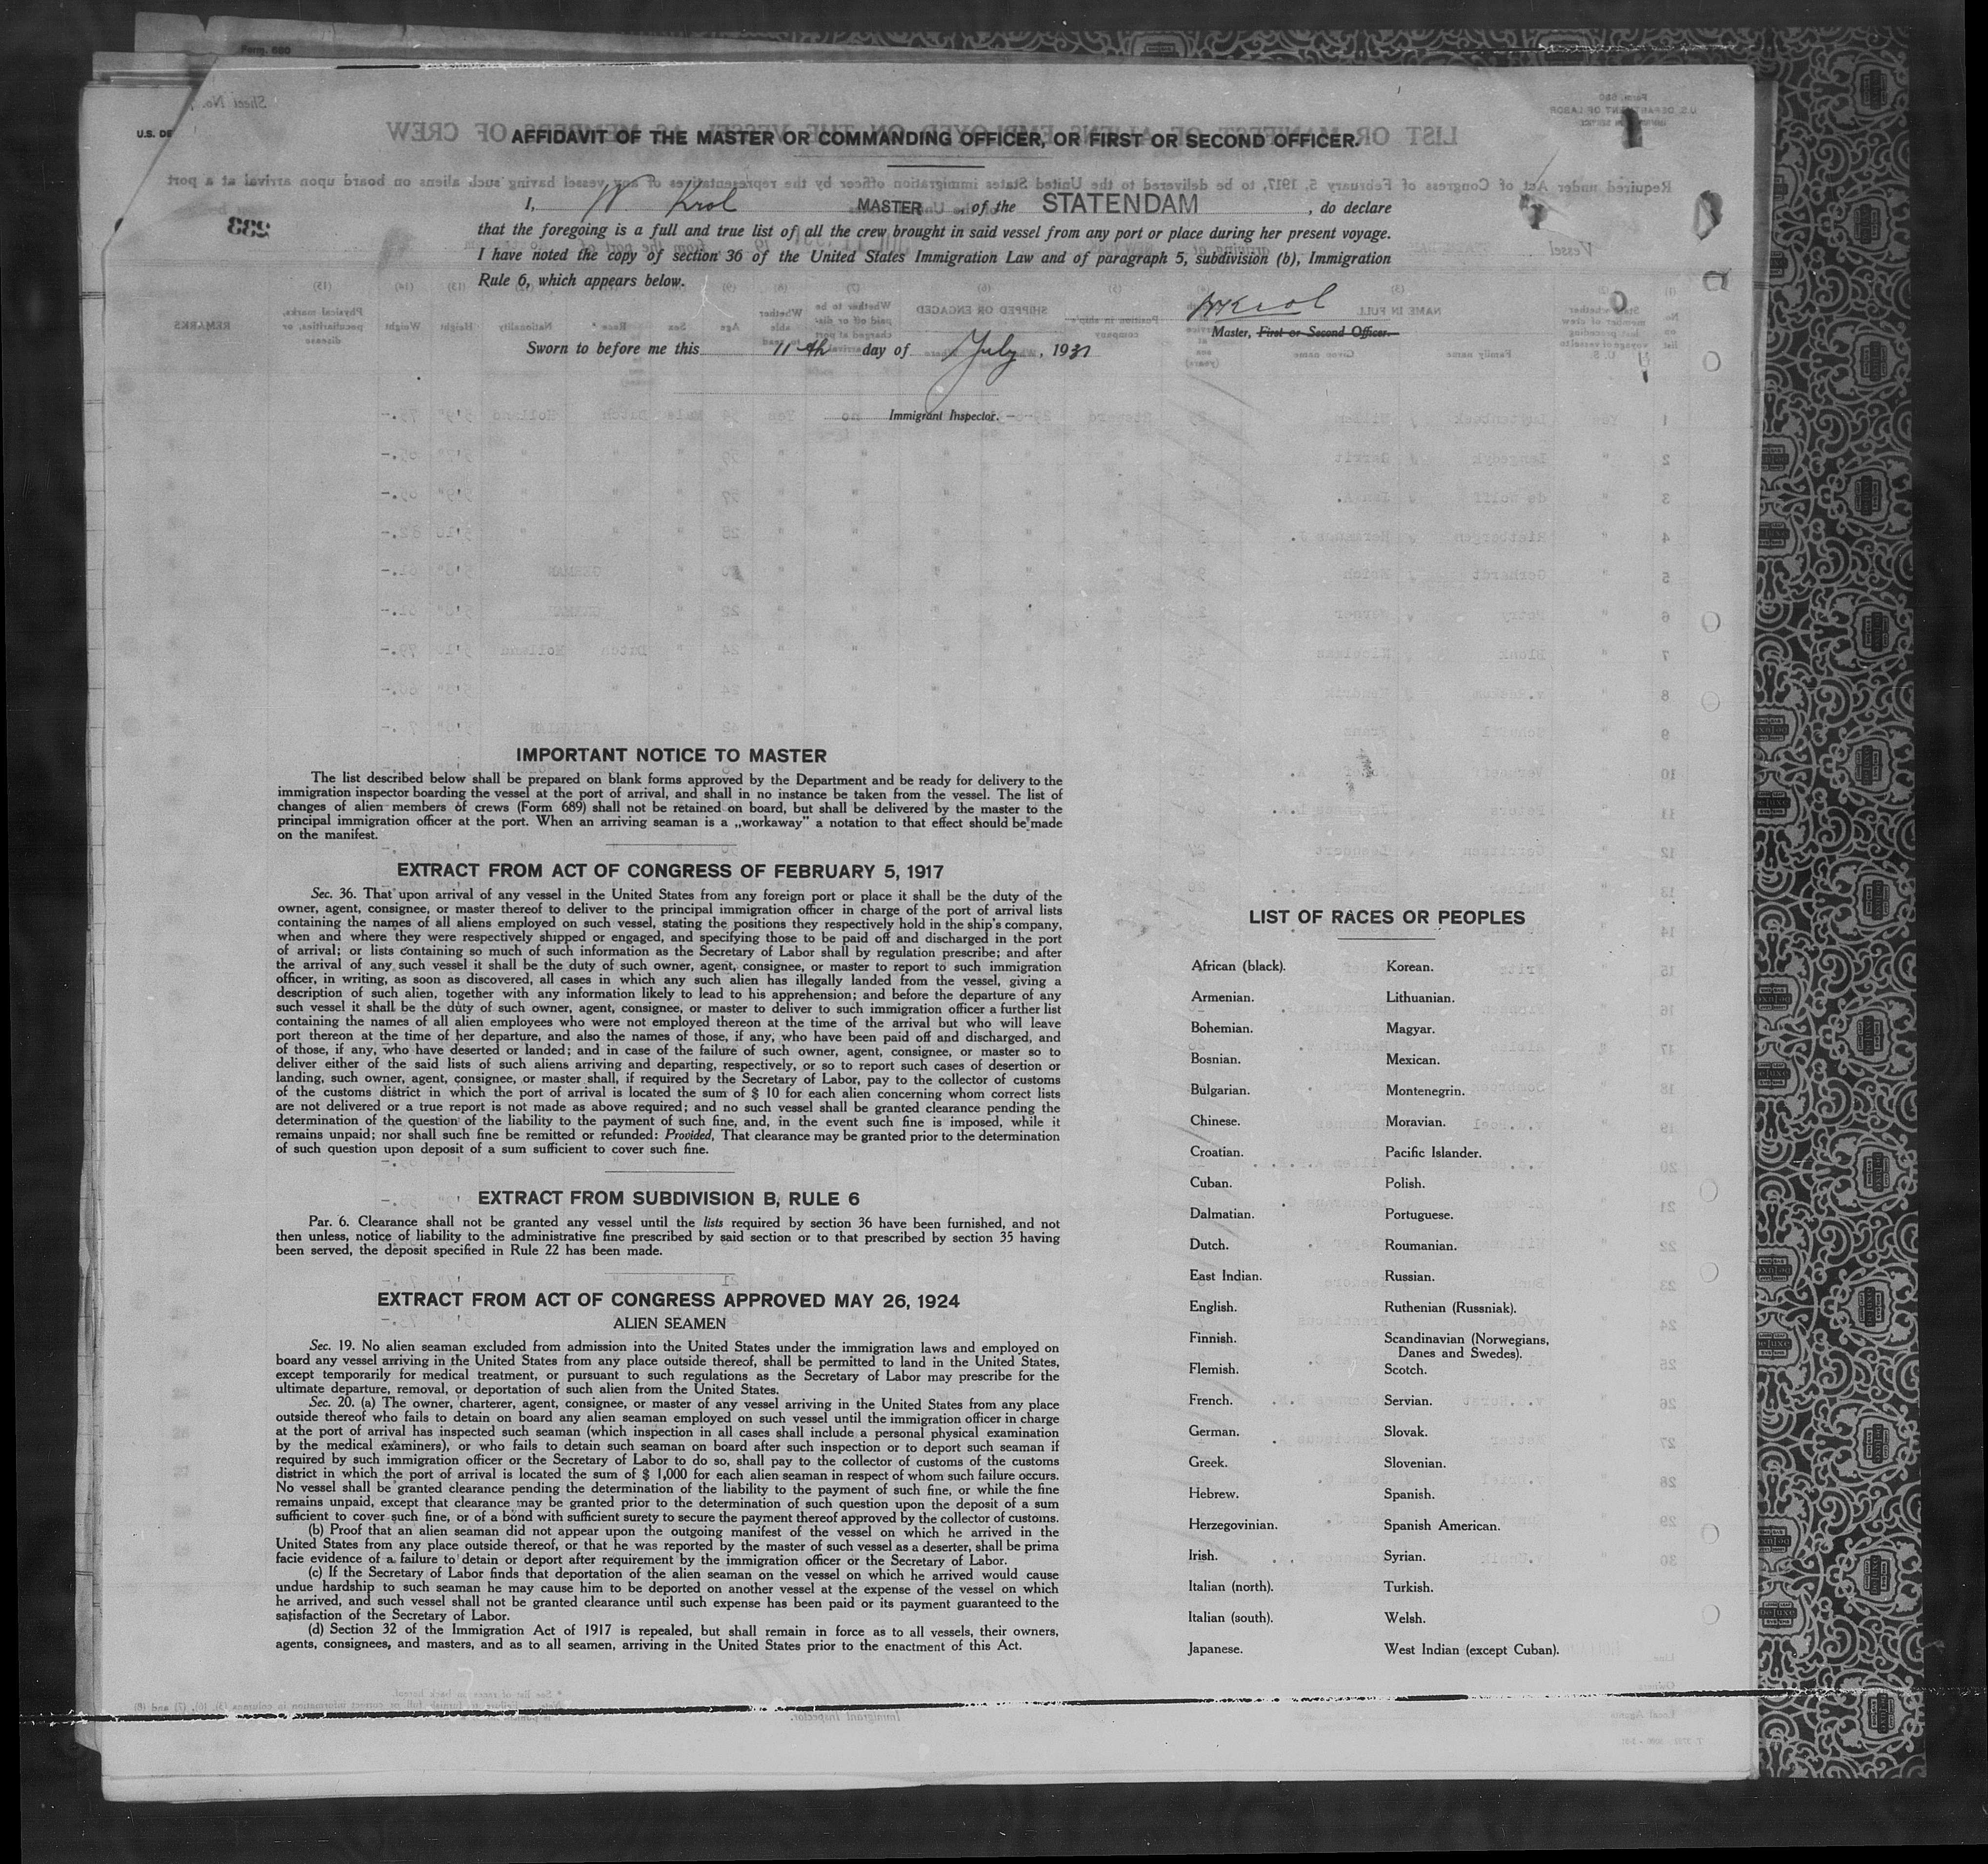 Form. 680
U.S. DE
AFFIDAVIT OF THE MASTER OR COMMANDING OFFICER, OR FIRST OR SECOND OFFICER.
I, W Krol MASTER, of the STATENDAM, do declare
that the foregoing is a full and true list of all the crew brought in said vessel from any port or place during her present voyage.
I have noted the copy of section 36 of the United States Immigration Law and of paragraph 5, subdivision (b), Immigration
Rule 6, which appears below.
WKrol
Master, First or Second Officer.
Sworn to before me this 11th day of July, 1931
Immigrant Inspector.
IMPORTANT NOTICE TO MASTER
The list described below shall be prepared on blank forms approved by the Department and be ready for delivery to the
immigration inspector boarding the vessel at the port of arrival, and shall in no instance be taken from the vessel. The list of
changes of alien members of crews (Form 689) shall not be retained on board, but shall be delivered by the master to the
principal immigration officer at the port. When an arriving seaman is a „workaway” a notation to that effect should be made
on the manifest.
EXTRACT FROM ACT OF CONGRESS OF FEBRUARY 5, 1917
Sec. 36. That upon arrival of any vessel in the United States from any foreign port or place it shall be the duty of the
owner, agent, consignee, or master thereof to deliver to the principal immigration officer in charge of the port of arrival lists
containing the names of all aliens employed on such vessel, stating the positions they respectively hold in the ship's company,
when and where they were respectively shipped or engaged, and specifying those to be paid off and discharged in the port
of arrival; or lists containing so much of such information as the Secretary of Labor shall by regulation prescribe; and after
the arrival of any such vessel it shall be the duty of such owner, agent, consignee, or master to report to such immigration
officer, in writing, as soon as discovered, all cases in which any such alien has illegally landed from the vessel, giving a
description of such alien, together with any information likely to lead to his apprehension; and before the departure of any
such vessel it shall be the duty of such owner, agent, consignee, or master to deliver to such immigration officer a further list
containing the names of all alien employees who were not employed thereon at the time of the arrival but who will leave
port thereon at the time of her departure, and also the names of those, if any, who have been paid off and discharged, and
of those, if any, who have deserted or landed; and in case of the failure of such owner, agent, consignee, or master so to
deliver either of the said lists of such aliens arriving and departing, respectively, or so to report such cases of desertion or
landing, such owner, agent, consignee, or master shall, if required by the Secretary of Labor, pay to the collector of customs
of the customs district in which the port of arrival is located the sum of $ 10 for each alien concerning whom correct lists
are not delivered or a true report is not made as above required; and no such vessel shall be granted clearance pending the
determination of the question of the liability to the payment of such fine, and, in the event such fine is imposed, while it
remains unpaid; nor shall such fine be remitted or refunded: Provided, That clearance may be granted prior to the determination
of such question upon deposit of a sum sufficient to cover such fine.
EXTRACT FROM SUBDIVISION B, RULE 6
Par. 6. Clearance shall not be granted any vessel until the lists required by section 36 have been furnished, and not
then unless, notice of liability to the administrative fine prescribed by said section or to that prescribed by section 35 having
been served, the deposit specified in Rule 22 has been made.
EXTRACT FROM ACT OF CONGRESS APPROVED MAY 26, 1924
ALIEN SEAMEN
Sec. 19. No alien seaman excluded from admission into the United States under the immigration laws and employed on
board any vessel arriving in the United States from any place outside thereof, shall be permitted to land in the United States,
except temporarily for medical treatment, or pursuant to such regulations as the Secretary of Labor may prescribe for the
ultimate departure, removal, or deportation of such alien from the United States.
Sec. 20. (a) The owner, charterer, agent, consignee, or master of any vessel arriving in the United States from any place
outside thereof who fails to detain on board any alien seaman employed on such vessel until the immigration officer in charge
at the port of arrival has inspected such seaman (which inspection in all cases shall include a personal physical examination
by the medical examiners), or who fails to detain such seaman on board after such inspection or to deport such seaman if
required by such immigration officer or the Secretary of Labor to do so, shall pay to the collector of customs of the customs
district in which the port of arrival is located the sum of $ 1,000 for each alien seaman in respect of whom such failure occurs.
No vessel shall be granted clearance pending the determination of the liability to the payment of such fine, or while the fine
remains unpaid, except that clearance may be granted prior to the determination of such question upon the deposit of a sum
sufficient to cover such fine, or of a bond with sufficient surety to secure the payment thereof approved by the collector of customs.
(b) Proof that an alien seaman did not appear upon the outgoing manifest of the vessel on which he arrived in the
United States from any place outside thereof, or that he was reported by the master of such vessel as a deserter, shall be prima
facie evidence of a failure to detain or deport after requirement by the immigration officer or the Secretary of Labor.
(c) If the Secretary of Labor finds that deportation of the alien seaman on the vessel on which he arrived would cause
undue hardship to such seaman he may cause him to be deported on another vessel at the expense of the vessel on which
he arrived, and such vessel shall not be granted clearance until such expense has been paid or its payment guaranteed to the
satisfaction of the Secretary of Labor.
(d) Section 32 of the Immigration Act of 1917 is repealed, but shall remain in force as to all vessels, their owners,
agents, consignees, and masters, and as to all seamen, arriving in the United States prior to the enactment of this Act.
LIST OF RACES OR PEOPLES
African (black).
Armenian.
Bohemian.
Bosnian.
Bulgarian.
Chinese.
Croatian.
Cuban.
Dalmatian.
Dutch.
East Indian.
English.
Finnish.
Flemish.
French.
German.
Greek.
Hebrew.
Herzegovinian.
Irish.
Italian (north).
Italian (south).
Japanese.
Korean.
Lithuanian.
Magyar.
Mexican.
Montenegrin.
Moravian.
Pacific Islander.
Polish.
Portuguese.
Roumanian.
Russian.
Ruthenian (Russniak).
Scandinavian (Norwegians,
Danes and Swedes).
Scotch.
Servian.
Slovak.
Slovenian.
Spanish.
Spanish American.
Syrian.
Turkish.
Welsh.
West Indian (except Cuban).